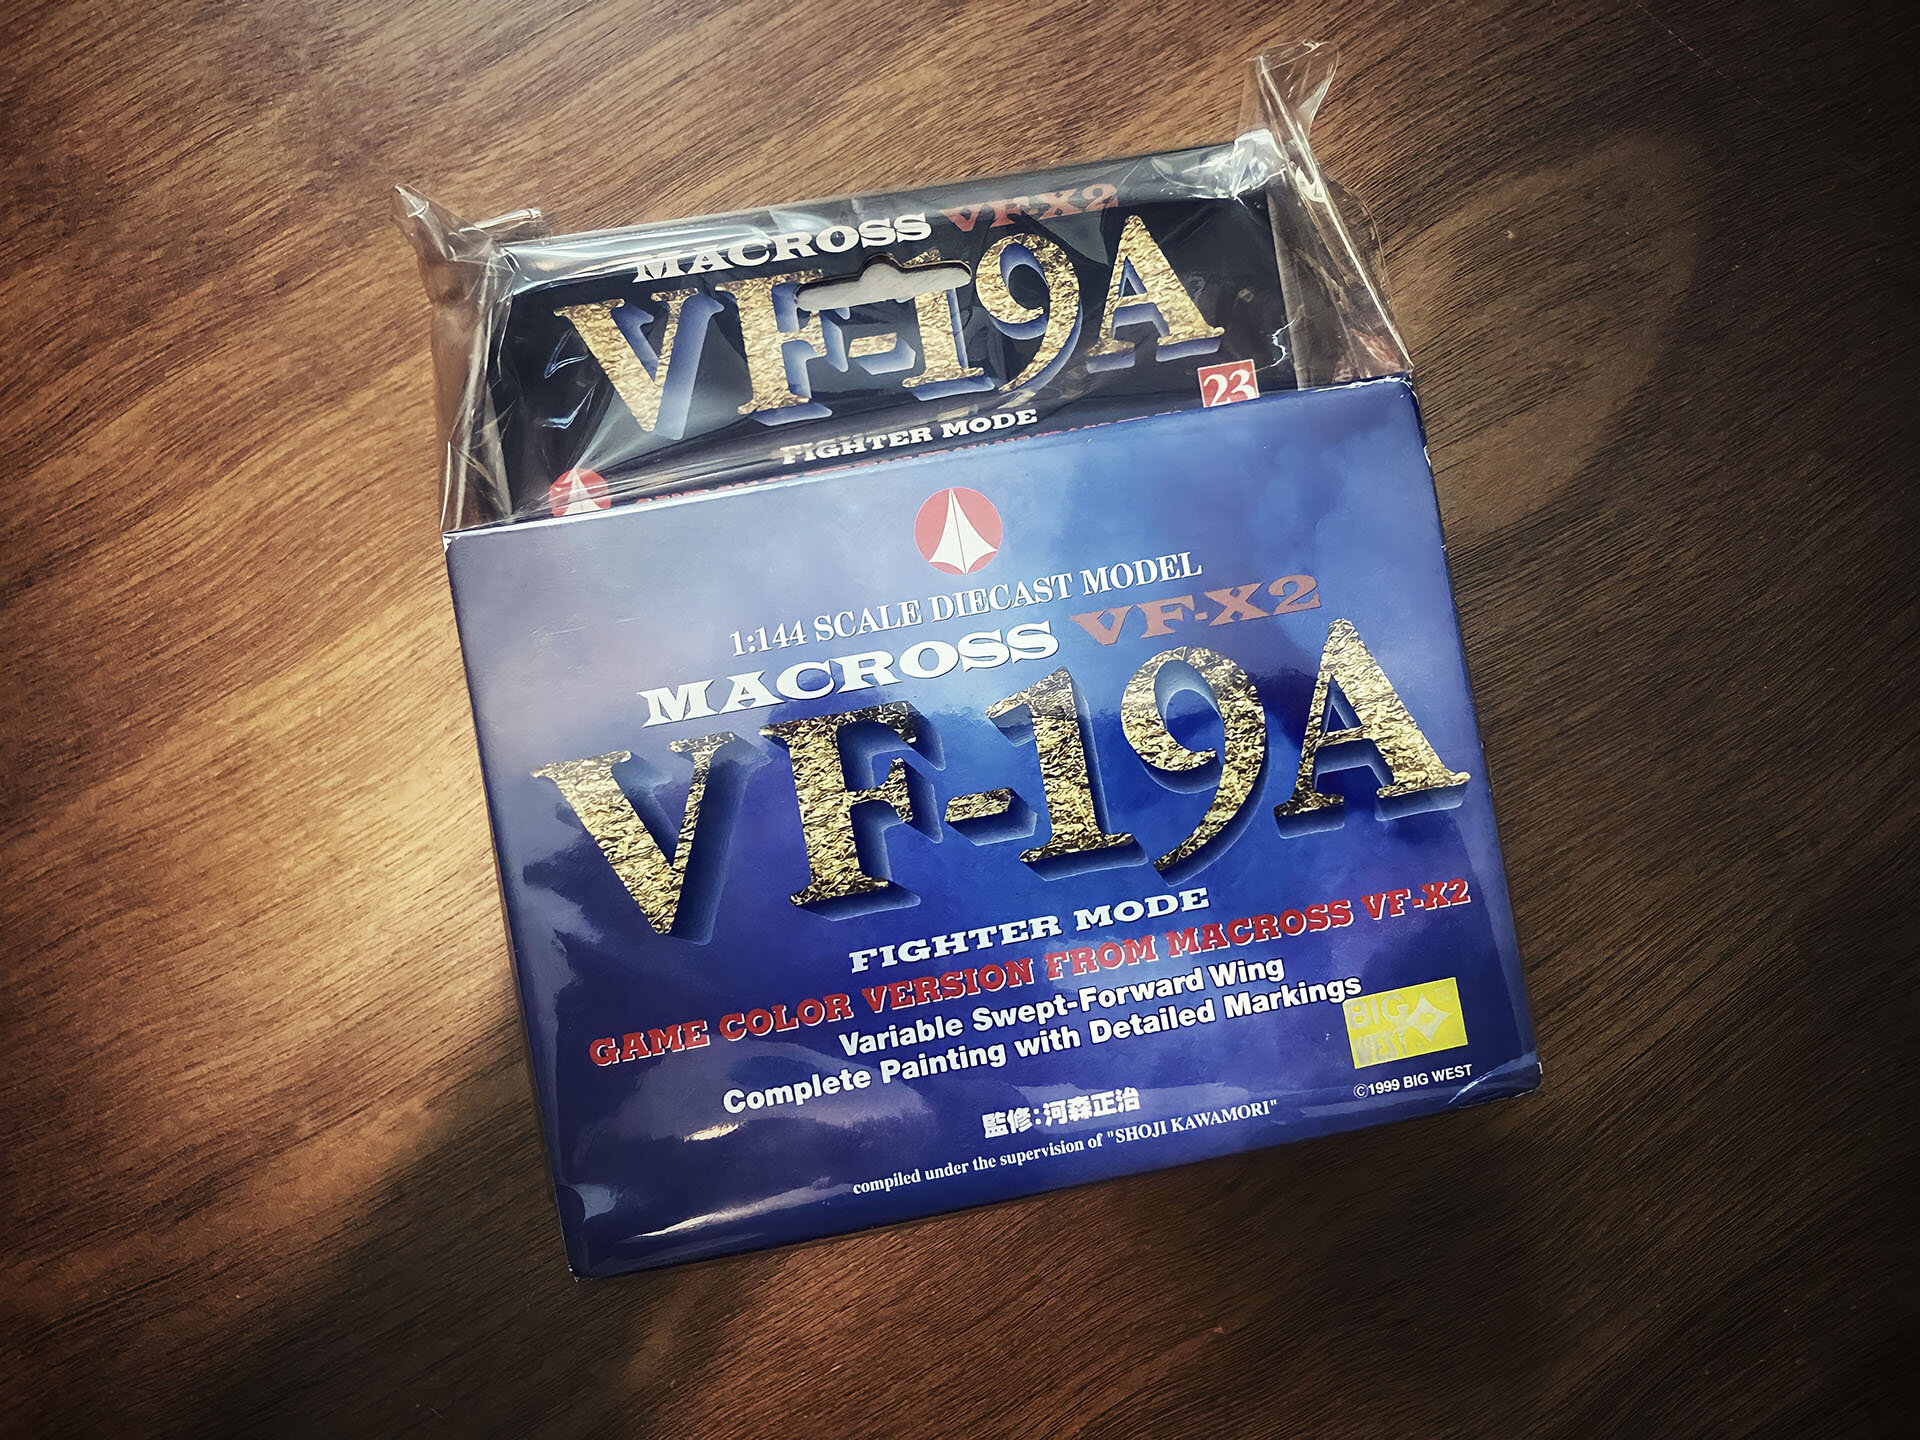 MACROSS VF-X2
VF-19A
23
FIGHTER MODE
1:144 SCALE DIECAST MODEL
MACROSS VF-X2
VF-19A
FIGHTER MODE
GAME COLOR VERSION FROM MACROSS VF-X2
Variable Swept-Forward Wing
Complete Painting with Detailed Markings
BIG
WEST
©1999 BIG WEST
監修:河森正治
compiled under the supervision of "SHOJI KAWAMORI"